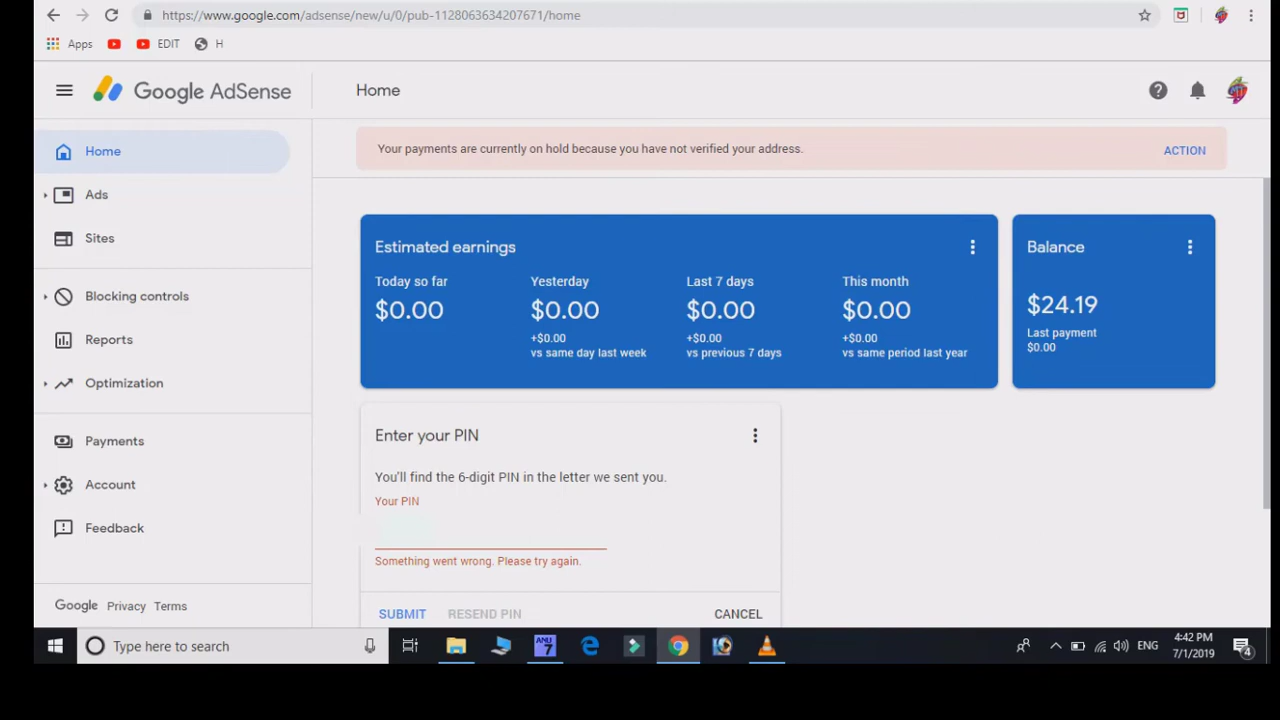 https://www.google.com/adsense/new/u/0/pub-1128063634207671/home
Apps EDIT H
Google AdSense
Home
Home
Ads
Sites
Blocking controls
Reports
Optimization
Payments
Account
Feedback
Google Privacy Terms
Your payments are currently on hold because you have not verified your address. ACTION
Estimated earnings
Today so far Yesterday Last 7 days This month
$0.00 $0.00 $0.00 $0.00
+$0.00 +$0.00 +$0.00
vs same day last week vs previous 7 days vs same period last year
Balance
$24.19
Last payment
$0.00
Enter your PIN
You'll find the 6-digit PIN in the letter we sent you.
Your PIN
Something went wrong. Please try again.
SUBMIT RESEND PIN CANCEL
Type here to search
ANU
7
ENG
4:42 PM
7/1/2019
4